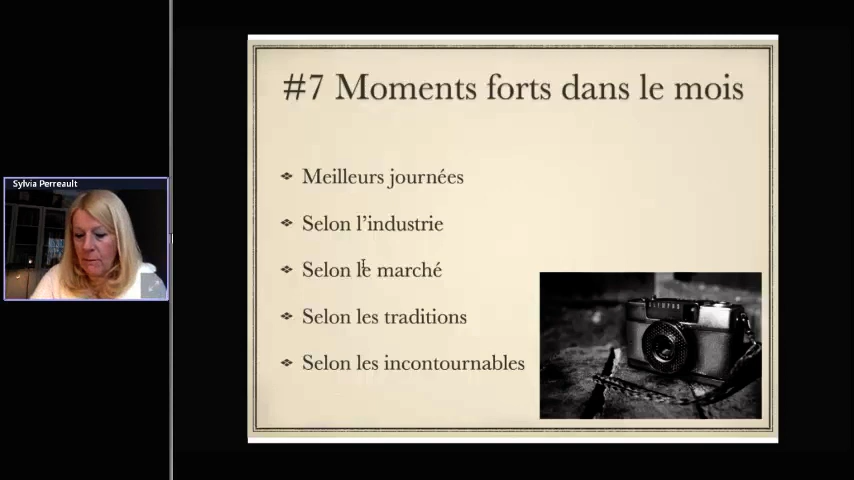 Sylvia Perreault
#7 Moments forts dans le mois
Meilleurs journées
Selon l'industrie
Selon le marché
Selon les traditions
Selon les incontournables
OLYMPUS